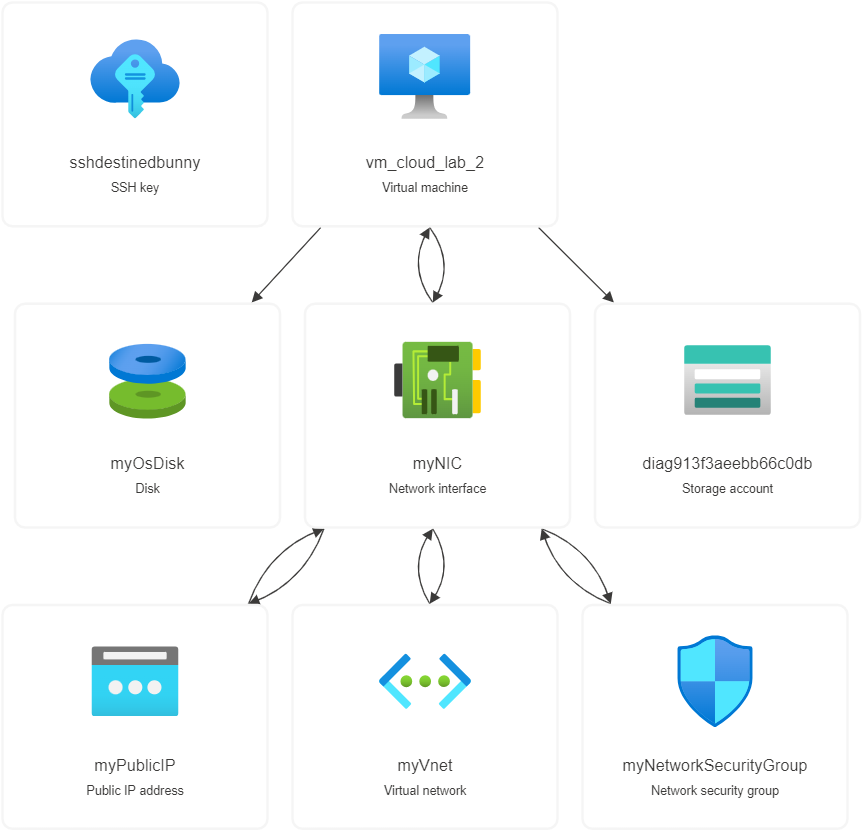 sshdestinedbunny
SSH key
vm_cloud_lab_2
Virtual machine
myOsDisk
Disk
myNIC
Network interface
diag913f3aeebb66c0db
Storage account
myPublicIP
Public IP address
myVnet
Virtual network
myNetworkSecurityGroup
Network security group